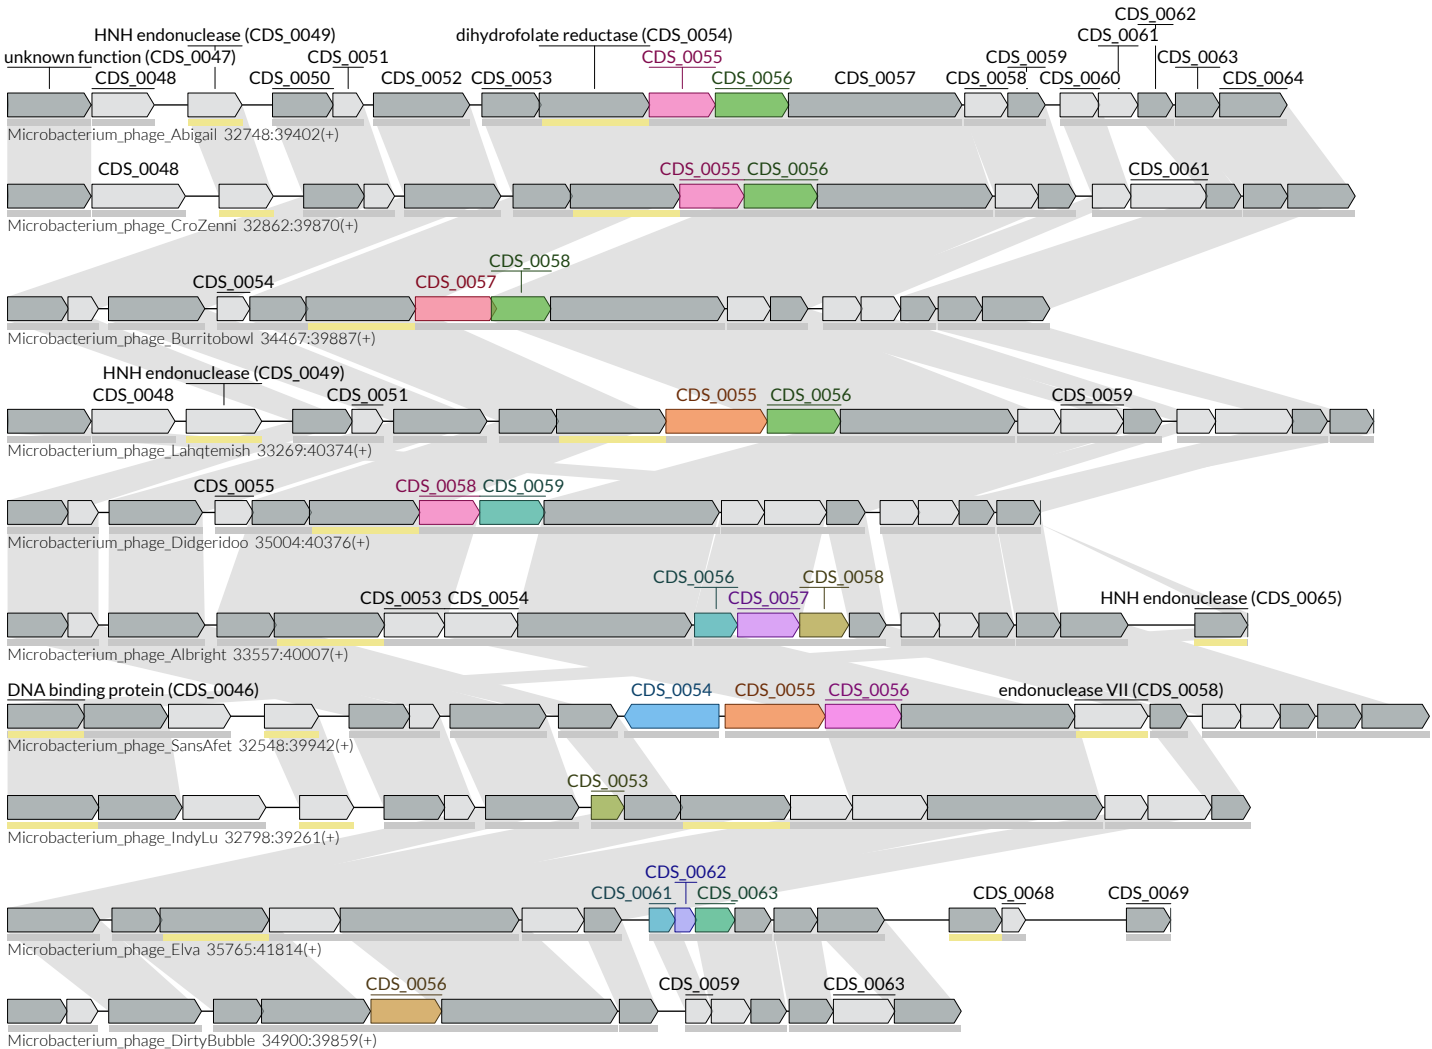 CDS_0062
HNH endonuclease (CDS_0049) dihydrofolate reductase (CDS_0054) CDS_0061
unknown function (CDS_0047) CDS_0051 CDS_0055 CDS_0059 CDS_0063
CDS_0048 CDS_0050 CDS_0052 CDS_0053 CDS_0056 CDS_0057 CDS_0058 CDS_0060 CDS_0064
Microbacterium_phage_Abigail 32748:39402(+)
CDS_0048 CDS_0055 CDS_0056 CDS_0061
Microbacterium_phage_CroZenni 32862:39870(+)
CDS_0058
CDS_0054 CDS_0057
Microbacterium_phage_Burritobowl 34467:39887(+)
HNH endonuclease (CDS_0049)
CDS_0048 CDS_0051 CDS_0055 CDS_0056 CDS_0059
Microbacterium_phage_Lahqtemish 33269:40374(+)
CDS_0055 CDS_0058 CDS_0059
Microbacterium_phage_Didgeridoo 35004:40376(+)
CDS_0056 CDS_0058
CDS_0053 CDS_0054 CDS_0057 HNH endonuclease (CDS_0065)
Microbacterium_phage_Albright 33557:40007(+)
DNA binding protein (CDS_0046) CDS_0054 CDS_0055 CDS_0056 endonuclease VII (CDS_0058)
Microbacterium_phage_SansAfet 32548:39942(+)
CDS_0053
Microbacterium_phage_IndyLu 32798:39261(+)
CDS_0062
CDS_0061 CDS_0063 CDS_0068 CDS_0069
Microbacterium_phage_Elva 35765:41814(+)
CDS_0056 CDS_0059 CDS_0063
Microbacterium_phage_DirtyBubble 34900:39859(+)